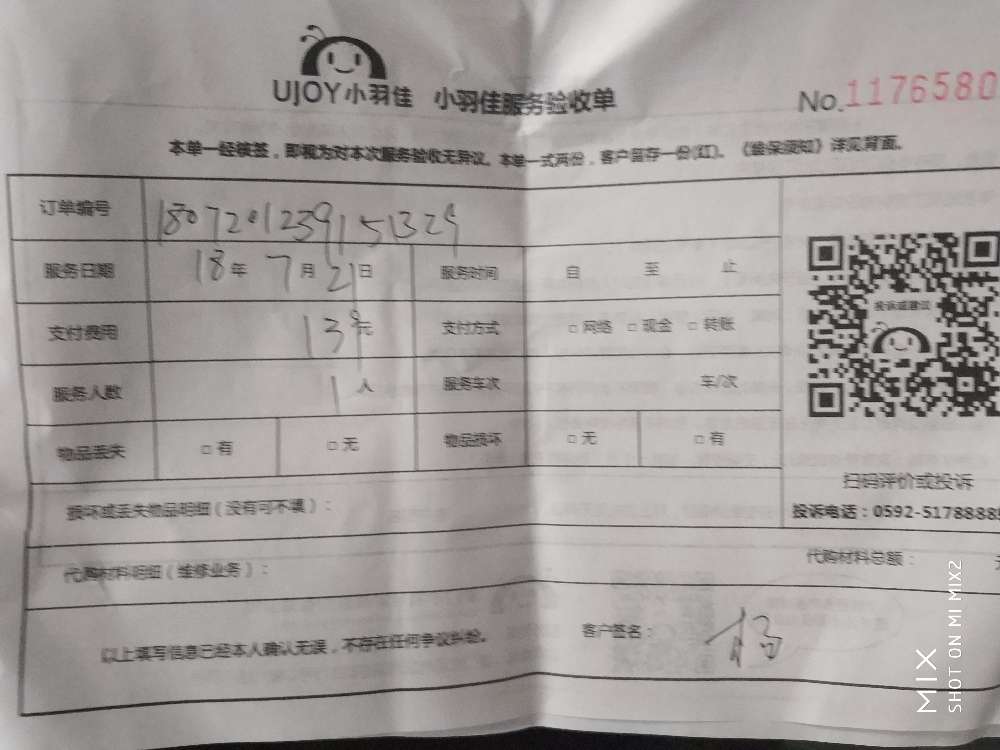 UJOY小羽佳 小羽佳服务验收单 No.1176580
本单一经核签，即视为对本次服务验收无异议。本单一式两份，客户留存一份(红)。《维保须知》详见背面。
订单编号
服务日期 18年 7月21日 服务时间 自 至 止
支付费用 139元 支付方式 □网络 □现金 □转账
服务人数 1人 服务车次 车/次
物品丢失 □有 □无 物品损坏 □无 □有
投诉或建议
扫码评价或投诉
投诉电话：0592-5178888
损坏或丢失物品明细（没有可不填）：
代购材料明细（维修业务）： 代购材料总额：
以上填写信息已经本人确认无误，不存在任何争议纠纷。 客户签名：
MIX
SHOT ON MI MIX2